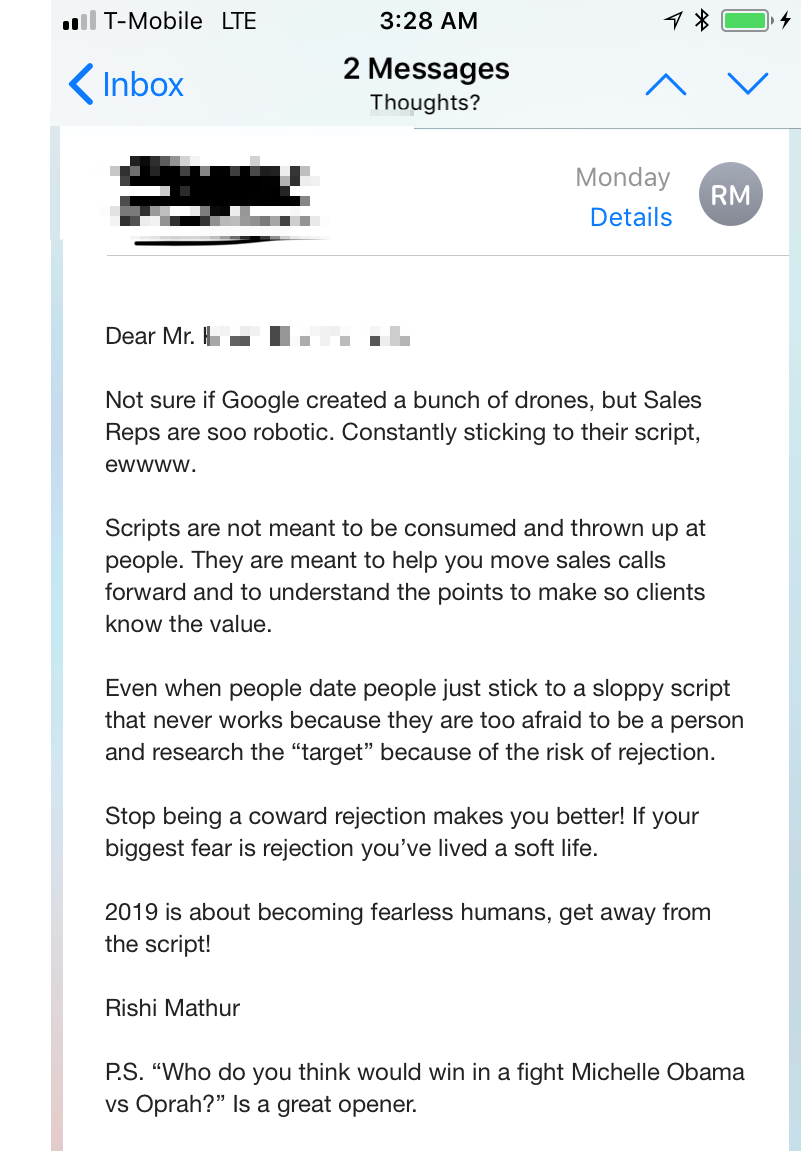 T-Mobile LTE 3:28 AM
Inbox
2 Messages
Thoughts?
Monday
Details
RM
Dear Mr.
Not sure if Google created a bunch of drones, but Sales
Reps are soo robotic. Constantly sticking to their script,
ewwww.
Scripts are not meant to be consumed and thrown up at
people. They are meant to help you move sales calls
forward and to understand the points to make so clients
know the value.
Even when people date people just stick to a sloppy script
that never works because they are too afraid to be a person
and research the “target” because of the risk of rejection.
Stop being a coward rejection makes you better! If your
biggest fear is rejection you’ve lived a soft life.
2019 is about becoming fearless humans, get away from
the script!
Rishi Mathur
P.S. “Who do you think would win in a fight Michelle Obama
vs Oprah?” Is a great opener.